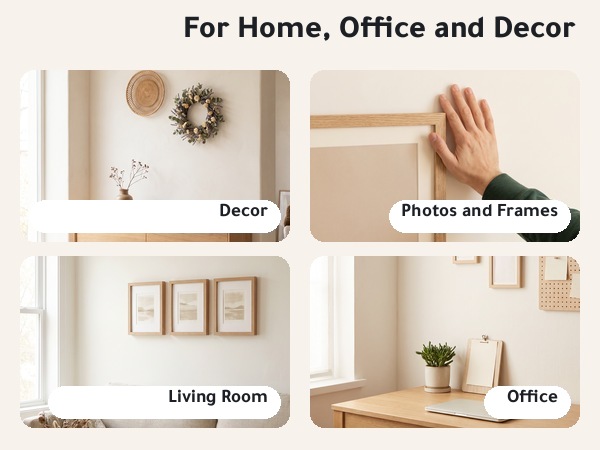 For Home, Office and Decor
Decor
Photos and Frames
Living Room
Office